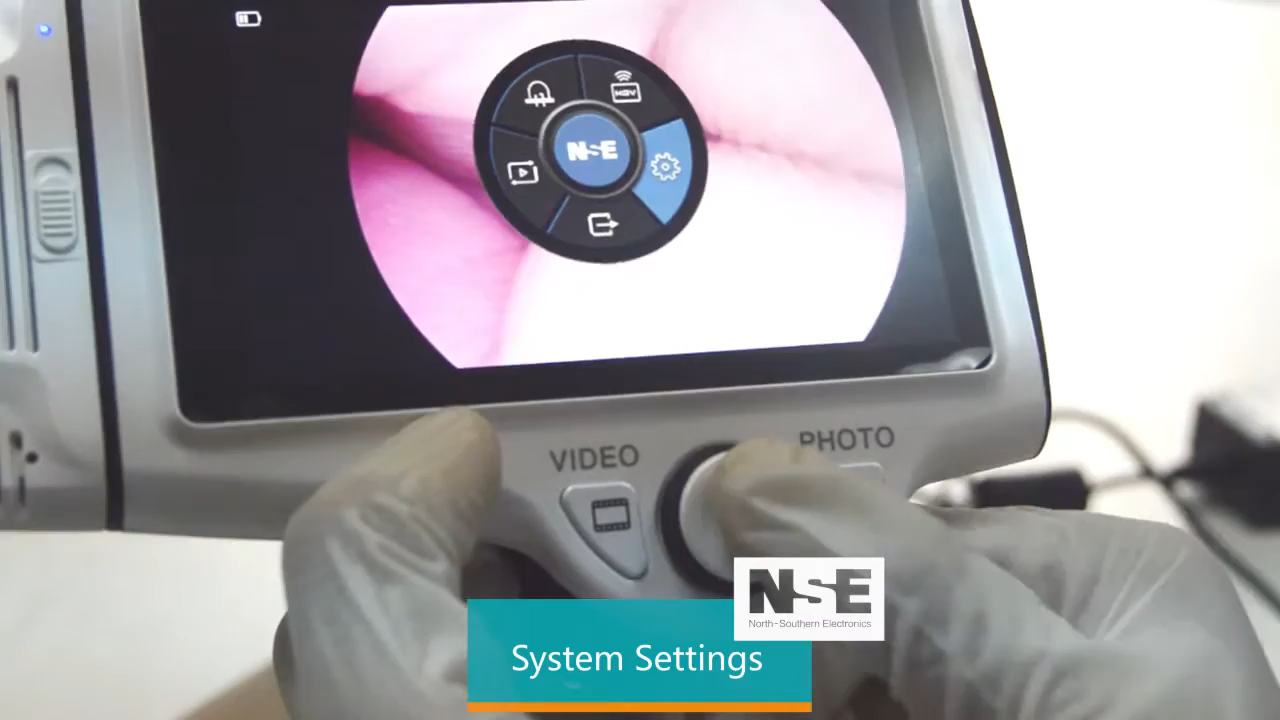 NSE
VIDEO
PHOTO
NSE
North-Southern Electronics
System Settings